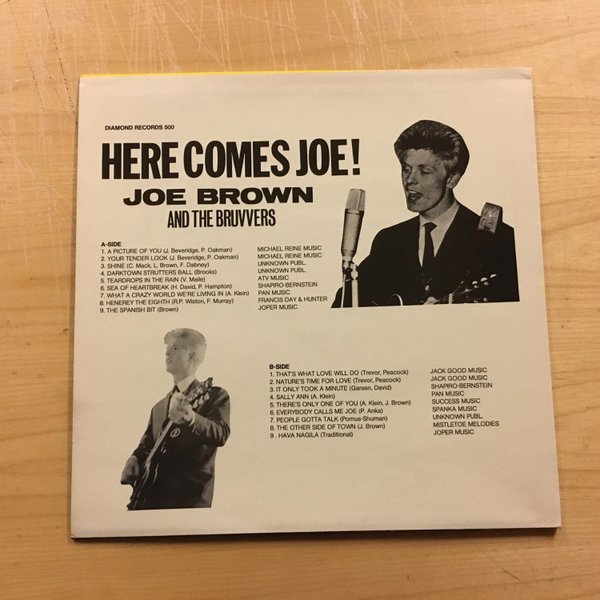 DIAMOND RECORDS 500
HERE COMES JOE!
JOE BROWN
AND THE BRUVVERS
A-SIDE
1. A PICTURE OF YOU (J. Beveridge, P. Oakman) MICHAEL REINE MUSIC
2. YOUR TENDER LOOK (J. Beveridge, P. Oakman) MICHAEL REINE MUSIC
3. SHINE (C. Mack, L. Brown, F. Dabney) UNKNOWN PUBL.
4. DARKTOWN STRUTTERS BALL (Brooks) UNKNOWN PUBL.
5. TEARDROPS IN THE RAIN (V. Maile) ATV MUSIC
6. SEA OF HEARTBREAK (H. David, P. Hampton) SHAPIRO-BERNSTEIN
7. WHAT A CRAZY WORLD WE'RE LIVING IN (A. Klein) PAN MUSIC
8. HENEREY THE EIGHTH (R.P. Wiston, F. Murray) FRANCIS DAY & HUNTER
9. THE SPANISH BIT (Brown) JOPER MUSIC
B-SIDE
1. THAT'S WHAT LOVE WILL DO (Trevor, Peacock) JACK GOOD MUSIC
2. NATURE'S TIME FOR LOVE (Trevor, Peacock) JACK GOOD MUSIC
3. IT ONLY TOOK A MINUTE (Garsen, David) SHAPRIO-BERNSTEIN
4. SALLY ANN (A. Klein) PAN MUSIC
5. THERE'S ONLY ONE OF YOU (A. Klein, J. Brown) SUCCESS MUSIC
6. EVERYBODY CALLS ME JOE (P. Anka) SPANKA MUSIC
7. PEOPLE GOTTA TALK (Pomus-Shuman) UNKNOWN PUBL.
8. THE OTHER SIDE OF TOWN (J. Brown) MISTLETOE MELODIES
9. HAVA NAGILA (Traditional) JOPER MUSIC